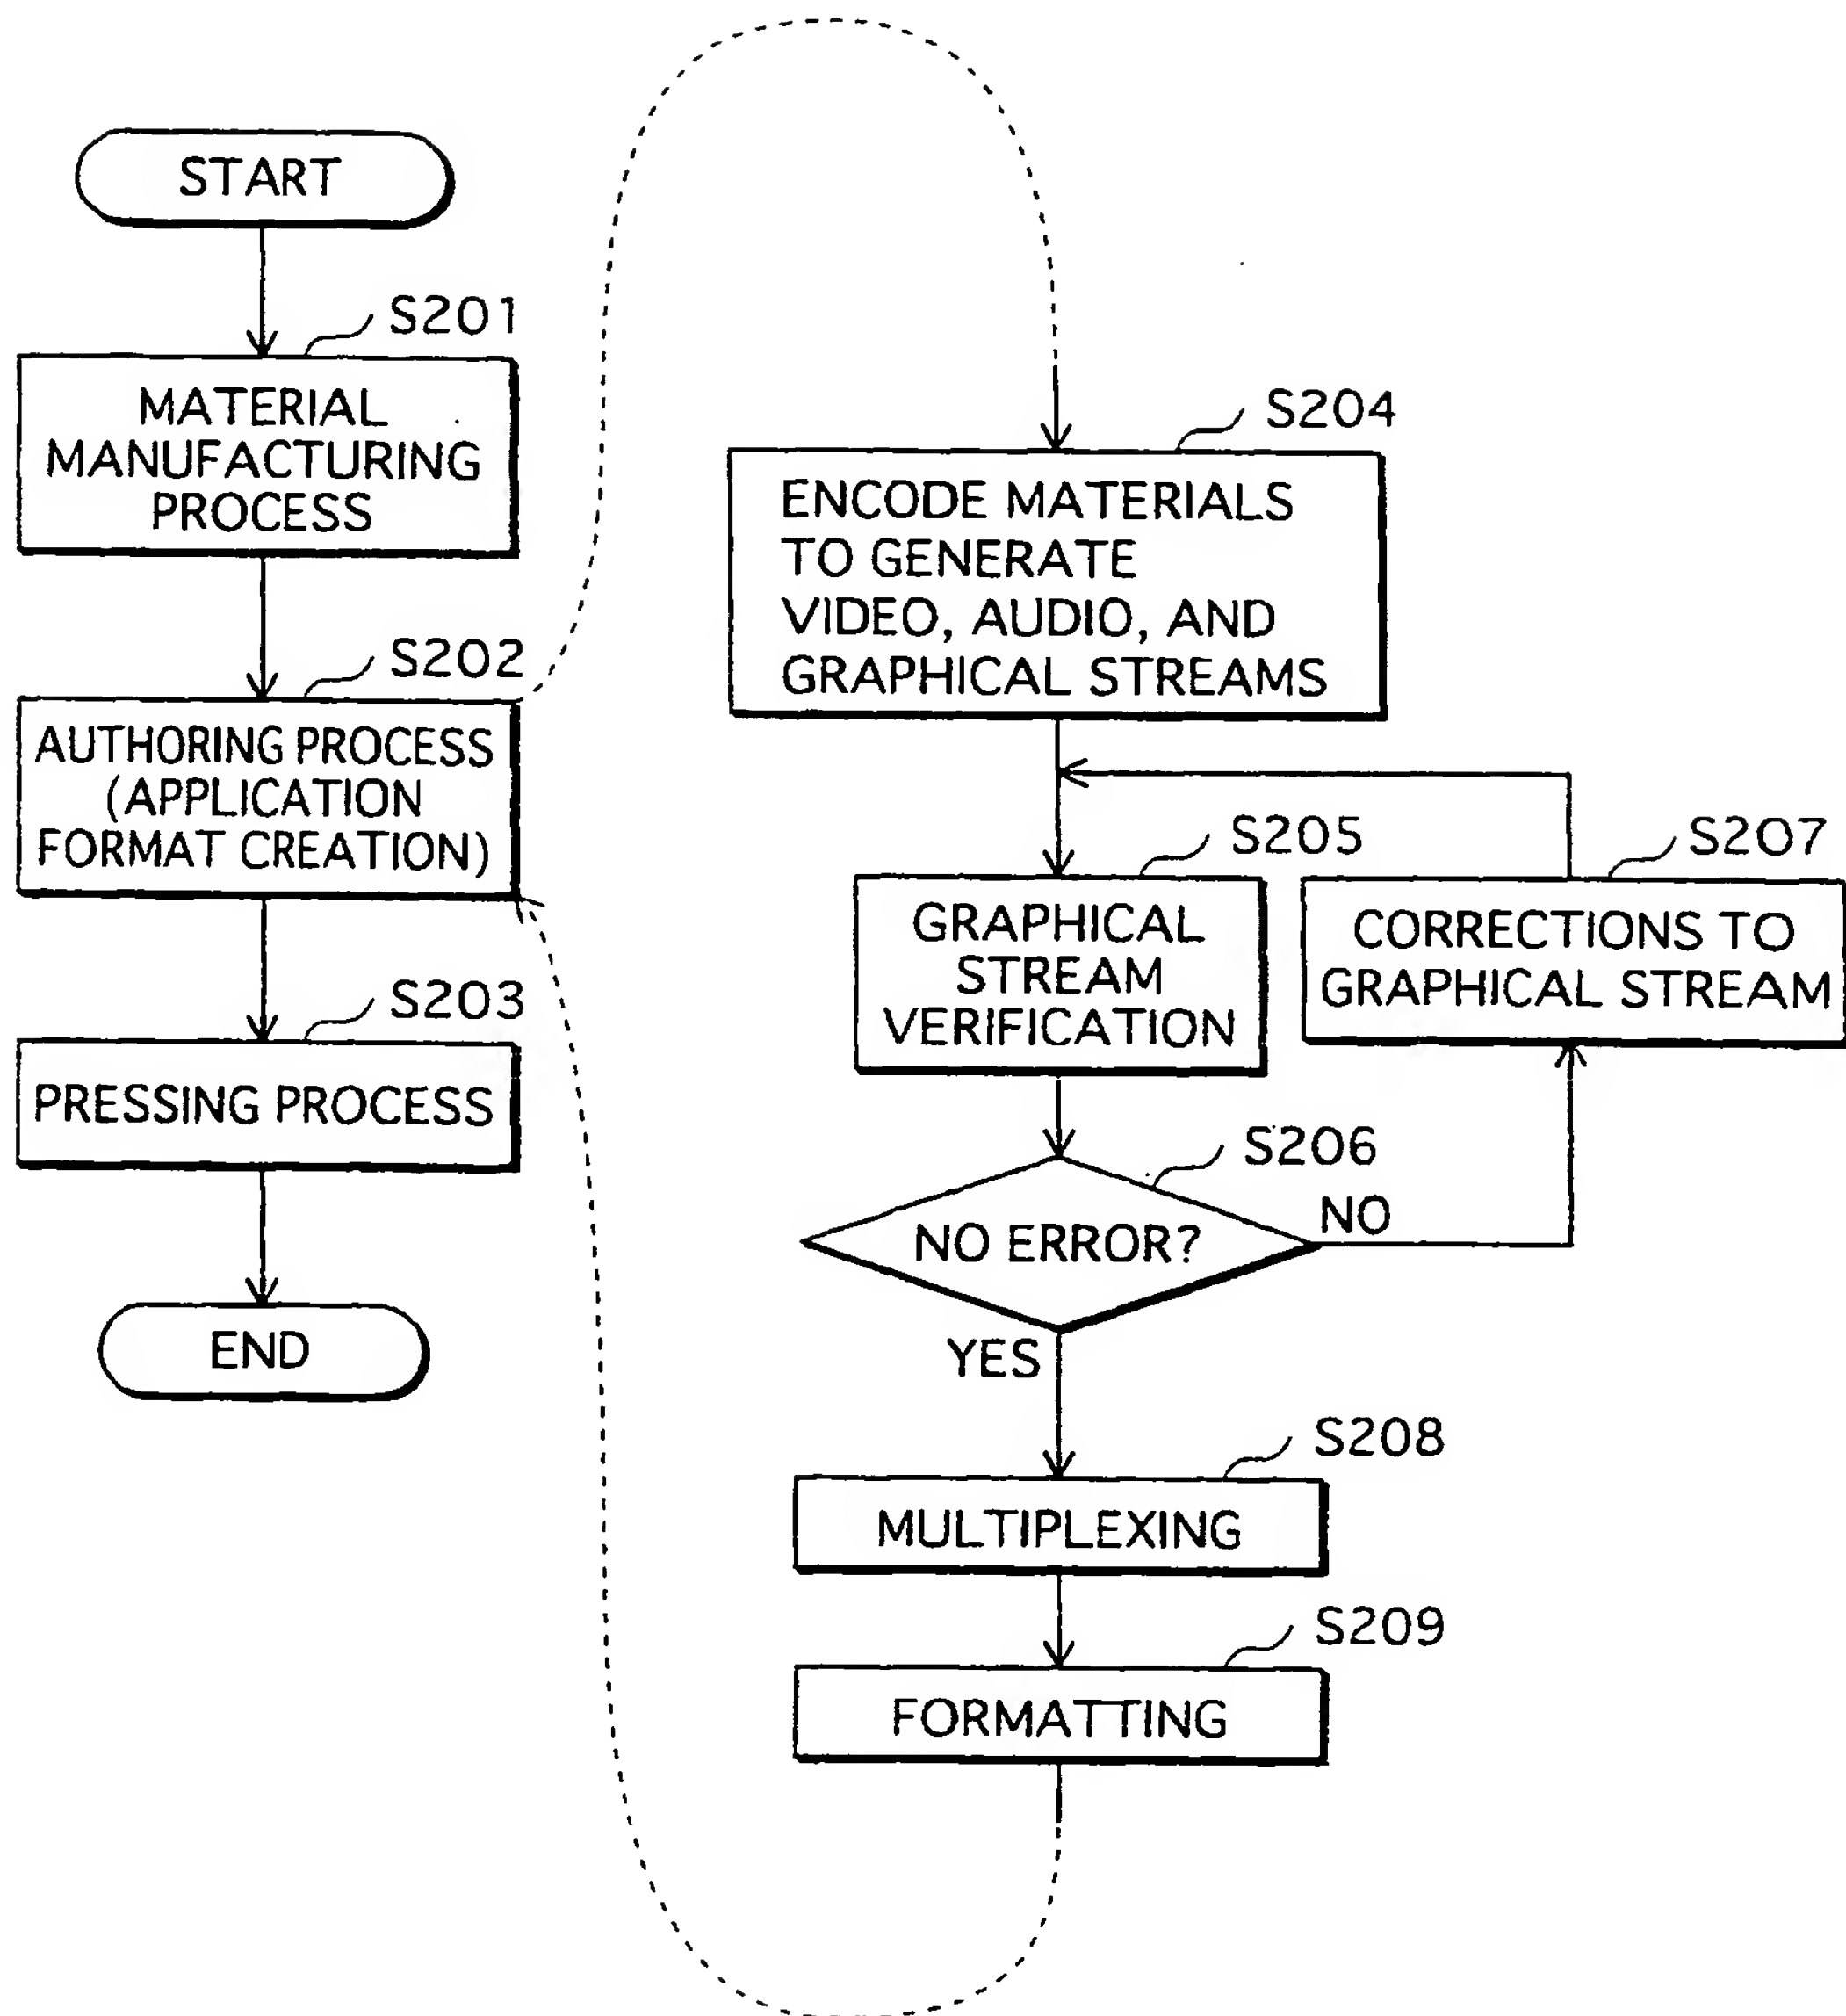 START
S201
MATERIAL
MANUFACTURING
PROCESS
S202
AUTHORING PROCESS
(APPLICATION
FORMAT CREATION)
S203
PRESSING PROCESS
END
S204
ENCODE MATERIALS
TO GENERATE
VIDEO, AUDIO, AND
GRAPHICAL STREAMS
S205
GRAPHICAL
STREAM
VERIFICATION
S207
CORRECTIONS TO
GRAPHICAL STREAM
S206
NO ERROR?
NO
YES
S208
MULTIPLEXING
S209
FORMATTING